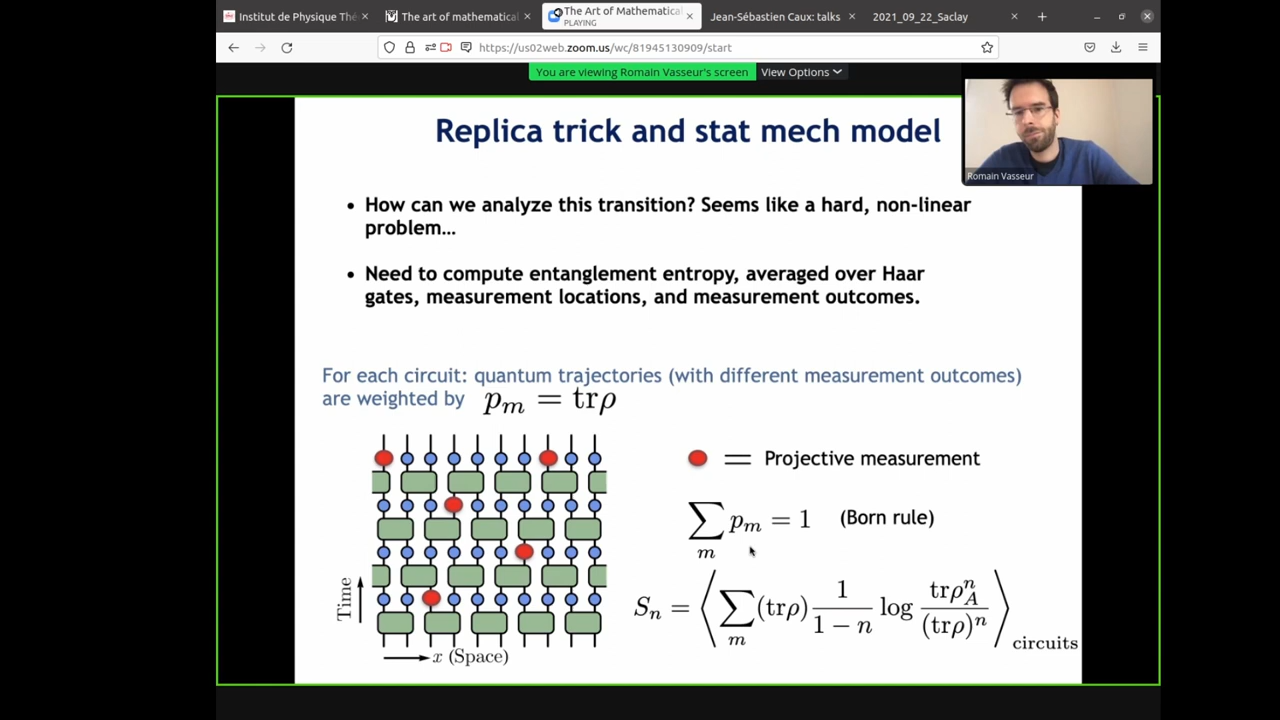 Institut de Physique Thé
The art of mathematical
The Art of Mathematical
PLAYING
Jean-Sébastien Caux: talks
2021_09_22_Saclay
https://us02web.zoom.us/wc/81945130909/start
You are viewing Romain Vasseur's screen
View Options
Romain Vasseur
Replica trick and stat mech model
• How can we analyze this transition? Seems like a hard, non-linear
problem…
• Need to compute entanglement entropy, averaged over Haar
gates, measurement locations, and measurement outcomes.
For each circuit: quantum trajectories (with different measurement outcomes)
are weighted by p_m = trρ
= Projective measurement
∑_m p_m = 1 (Born rule)
S_n = ⟨ ∑_m (trρ) 1/(1 − n) log trρ_A^n/(trρ)^n ⟩_circuits
Time
x (Space)